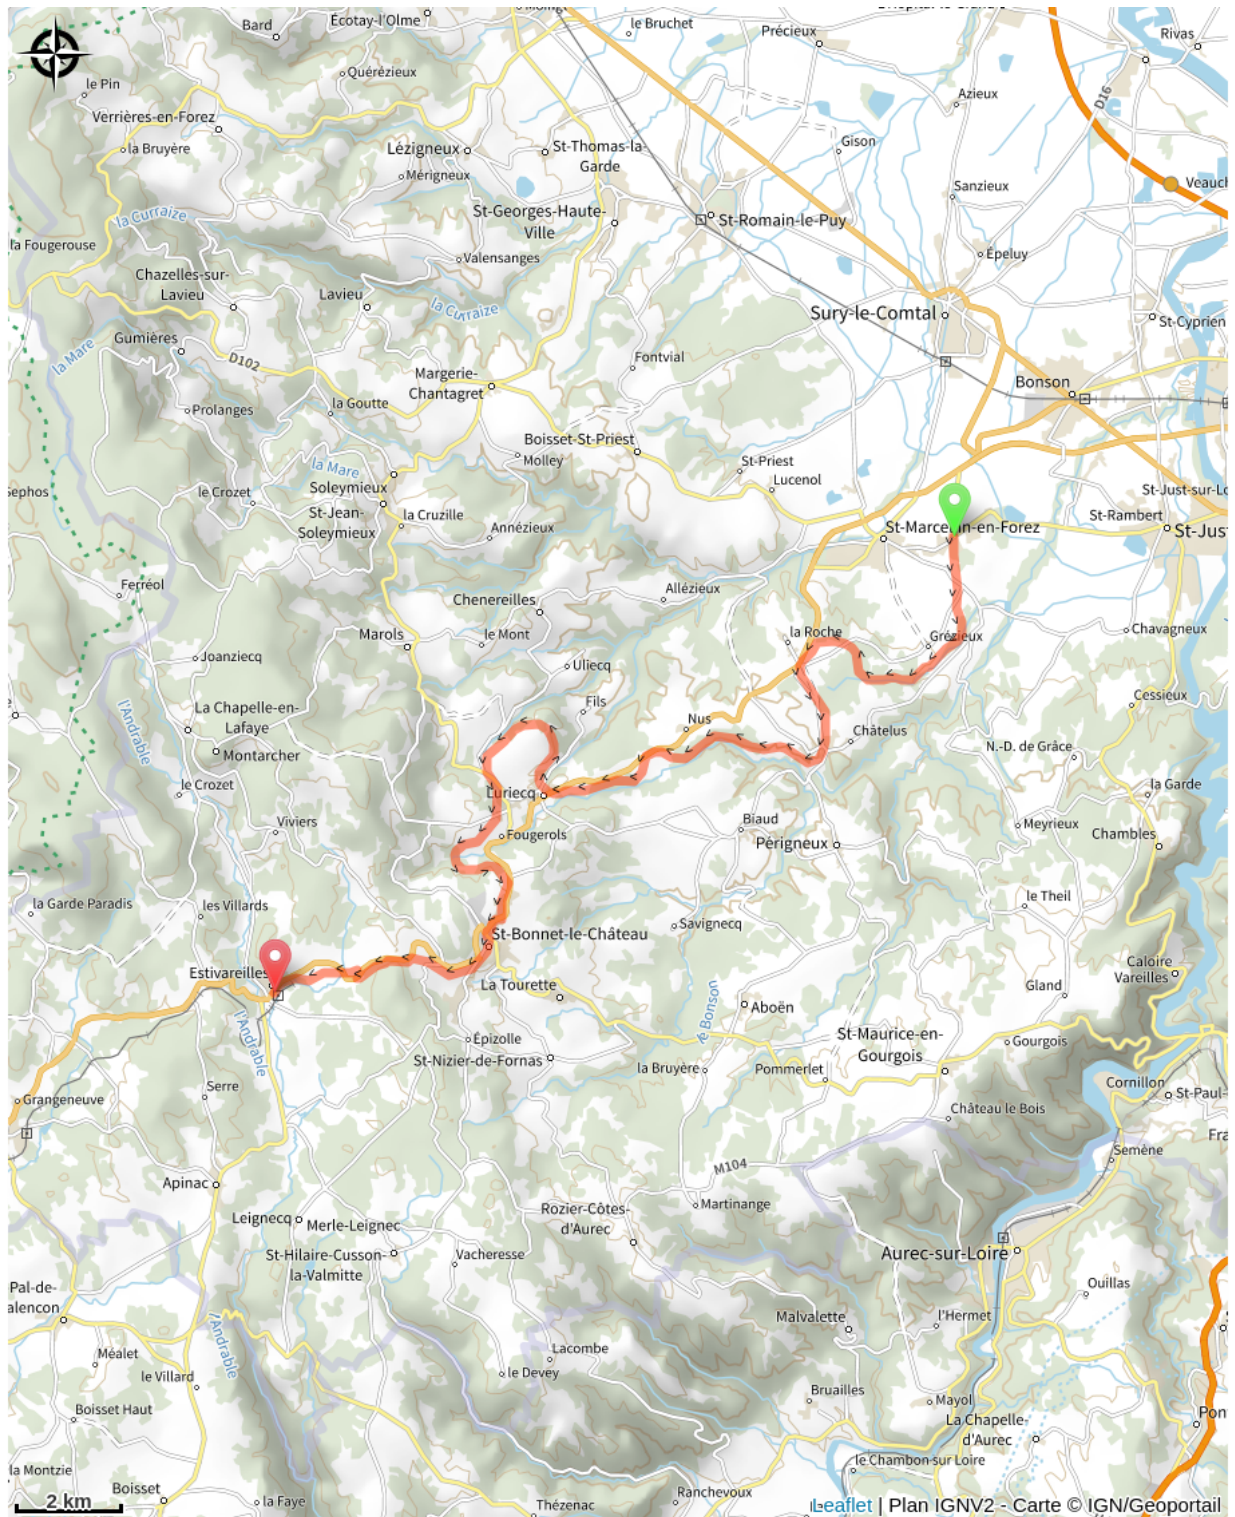 Écotay-l'Olme
Bard
le Bruchet
Précieux
Rivas
Quérézieux
le Pin
Azieux
D16
Verrières-en-Forez
la Bruyère
Lézigneux
St-Thomas-la-
Garde
Gison
Mérigneux
Sanzieux
Veauch
la Curraize
St-Georges-Haute-
Ville
St-Romain-le-Puy
la Fougerouse
Valensanges
Épeluy
Chazelles-sur-
Lavieu
Lavieu
la Curraize
Sury-le-Comtal
St-Cyprien
Gumières
la Mare
D102
Fontvial
Margerie-
Chantagret
Bonson
Prolanges
la Goutte
Boisset-St-Priest
Molley
la Mare
St-Priest
Lucenol
Sephos
le Crozet
Soleymieux
St-Jean-
Soleymieux
la Cruzille
Annézieux
St-Just-sur-Lo
St-Rambert
St-Marcellin-en-Forez
St-Jus
Ferréol
Allézieux
Chenereilles
le Mont
Marols
la Roche
Grézieux
Chavagneux
Joanziecq
Uliecq
Fils
Cessieux
l'Andrable
La Chapelle-en-
Lafaye
Montarcher
Nus
Châtelus
N.-D. de Grâce
le Crozet
Luriecq
la Garde
Viviers
Fougerols
Biaud
Périgneux
Meyrieux
Chambles
la Garde Paradis
les Villards
le Theil
Savignecq
St-Bonnet-le-Château
Estivareilles
La Tourette
Caloire
Vareilles
Gland
le Bonson
Aboën
l'Andrable
Épizolle
St-Nizier-de-Fornas
St-Maurice-en-
Gourgois
Gourgois
la Bruyère
Pommerlet
Serre
Cornillon
St-Paul-
Grangeneuve
Château le Bois
Fra
Semène
M104
Apinac
Martinange
Leignecq
Merle-Leignec
Rozier-Côtes-
d'Aurec
St-Hilaire-Cusson-
la-Valmitte
Vacheresse
Aurec-sur-Loire
Pal-de-
alencon
Ouillas
l'Andrable
Malvalette
l'Hermet
Méalet
Lacombe
le Devey
le Villard
Bruailles
Mayol
Boisset Haut
La Chapelle-
d'Aurec
Pon
la Montzie
le Chambon sur Loire
Boisset
la Faye
Thézenac
Ranchevoux
2 km
Leaflet | Plan IGNV2 - Carte © IGN/Geoportail